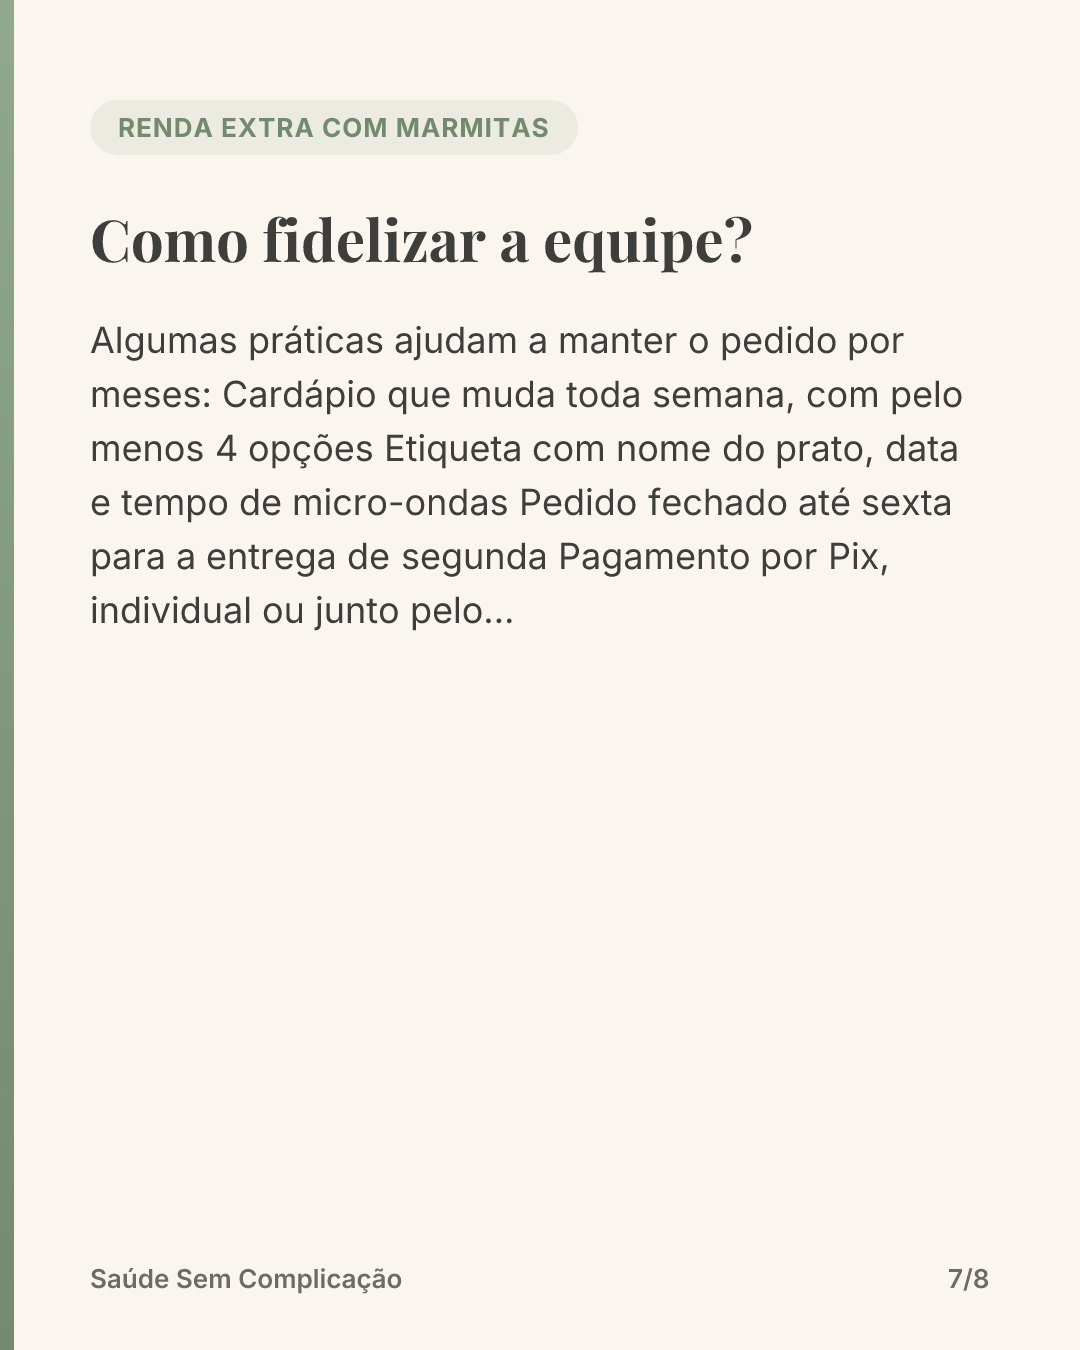 RENDA EXTRA COM MARMITAS
Como fidelizar a equipe?
Algumas práticas ajudam a manter o pedido por
meses: Cardápio que muda toda semana, com pelo
menos 4 opções Etiqueta com nome do prato, data
e tempo de micro-ondas Pedido fechado até sexta
para a entrega de segunda Pagamento por Pix,
individual ou junto pelo...
Saúde Sem Complicação
7/8